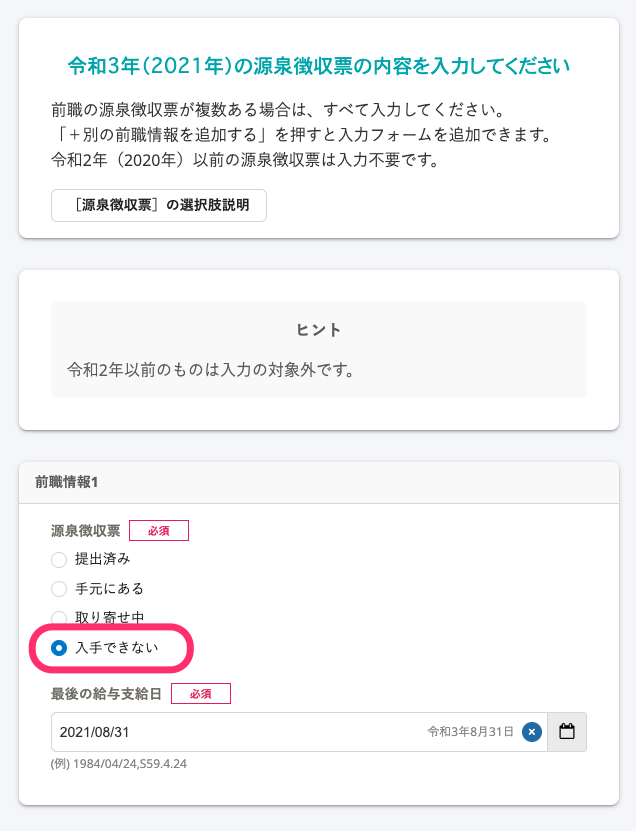 令和3年(2021年)の源泉徴収票の内容を入力してください
前職の源泉徴収票が複数ある場合は、すべて入力してください。
「＋別の前職情報を追加する」を押すと入力フォームを追加できます。
令和2年（2020年）以前の源泉徴収票は入力不要です。
［源泉徴収票］の選択肢説明
ヒント
令和2年以前のものは入力の対象外です。
前職情報1
源泉徴収票 必須
提出済み
手元にある
取り寄せ中
入手できない
最後の給与支給日 必須
2021/08/31 令和3年8月31日
(例) 1984/04/24,S59.4.24